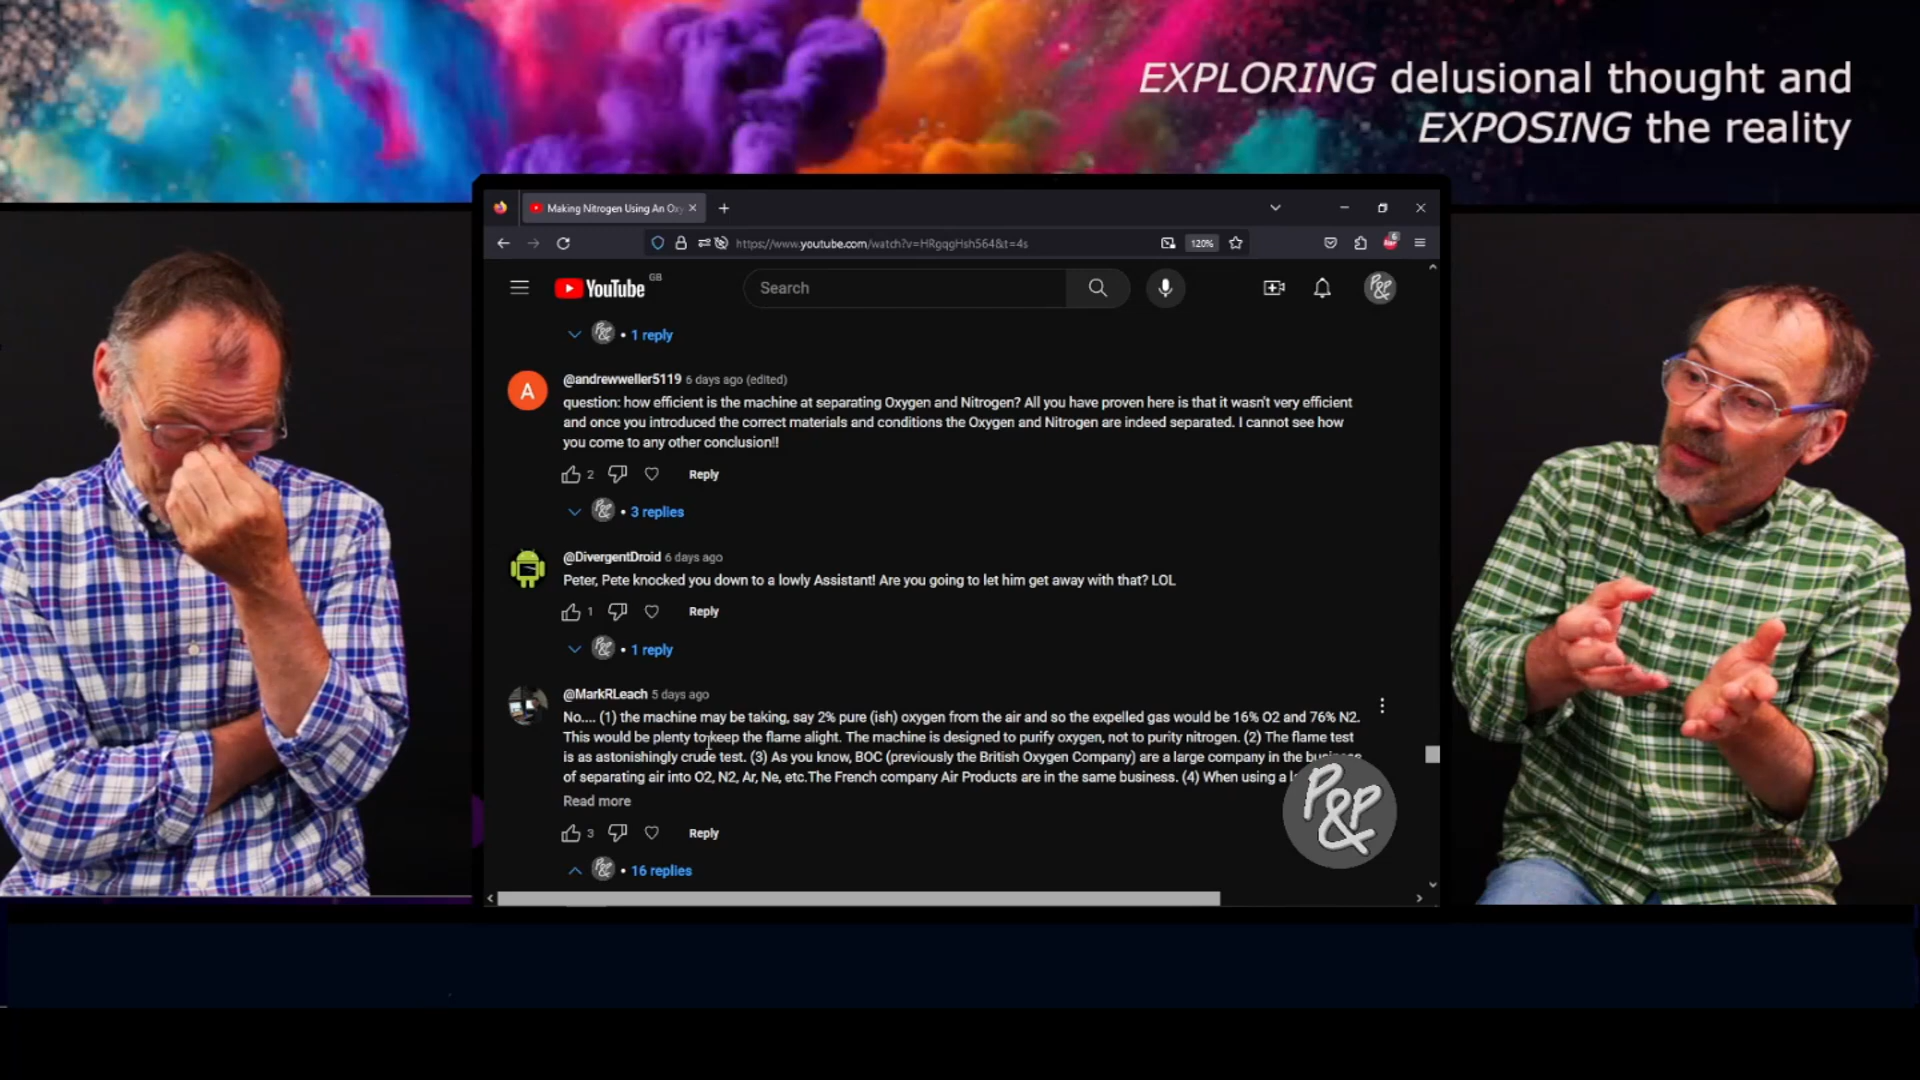 EXPLORING delusional thought and
EXPOSING the reality
Making Nitrogen Using An Oxy
https://www.youtube.com/watch?v=HRgqgHsh564&t=4s
120%
6
YouTube GB
Search
P&P
• 1 reply
A
@andrewweller5119 6 days ago (edited)
question: how efficient is the machine at separating Oxygen and Nitrogen? All you have proven here is that it wasn't very efficient
and once you introduced the correct materials and conditions the Oxygen and Nitrogen are indeed separated. I cannot see how
you come to any other conclusion!!
2 Reply
P&P • 3 replies
@DivergentDroid 6 days ago
Peter, Pete knocked you down to a lowly Assistant! Are you going to let him get away with that? LOL
1 Reply
P&P • 1 reply
@MarkRLeach 5 days ago
No.... (1) the machine may be taking, say 2% pure (ish) oxygen from the air and so the expelled gas would be 16% O2 and 76% N2.
This would be plenty to keep the flame alight. The machine is designed to purify oxygen, not to purity nitrogen. (2) The flame test
is as astonishingly crude test. (3) As you know, BOC (previously the British Oxygen Company) are a large company in the
of separating air into O2, N2, Ar, Ne, etc.The French company Air Products are in the same business. (4) When using a
Read more
3 Reply
P&P • 16 replies
P&P